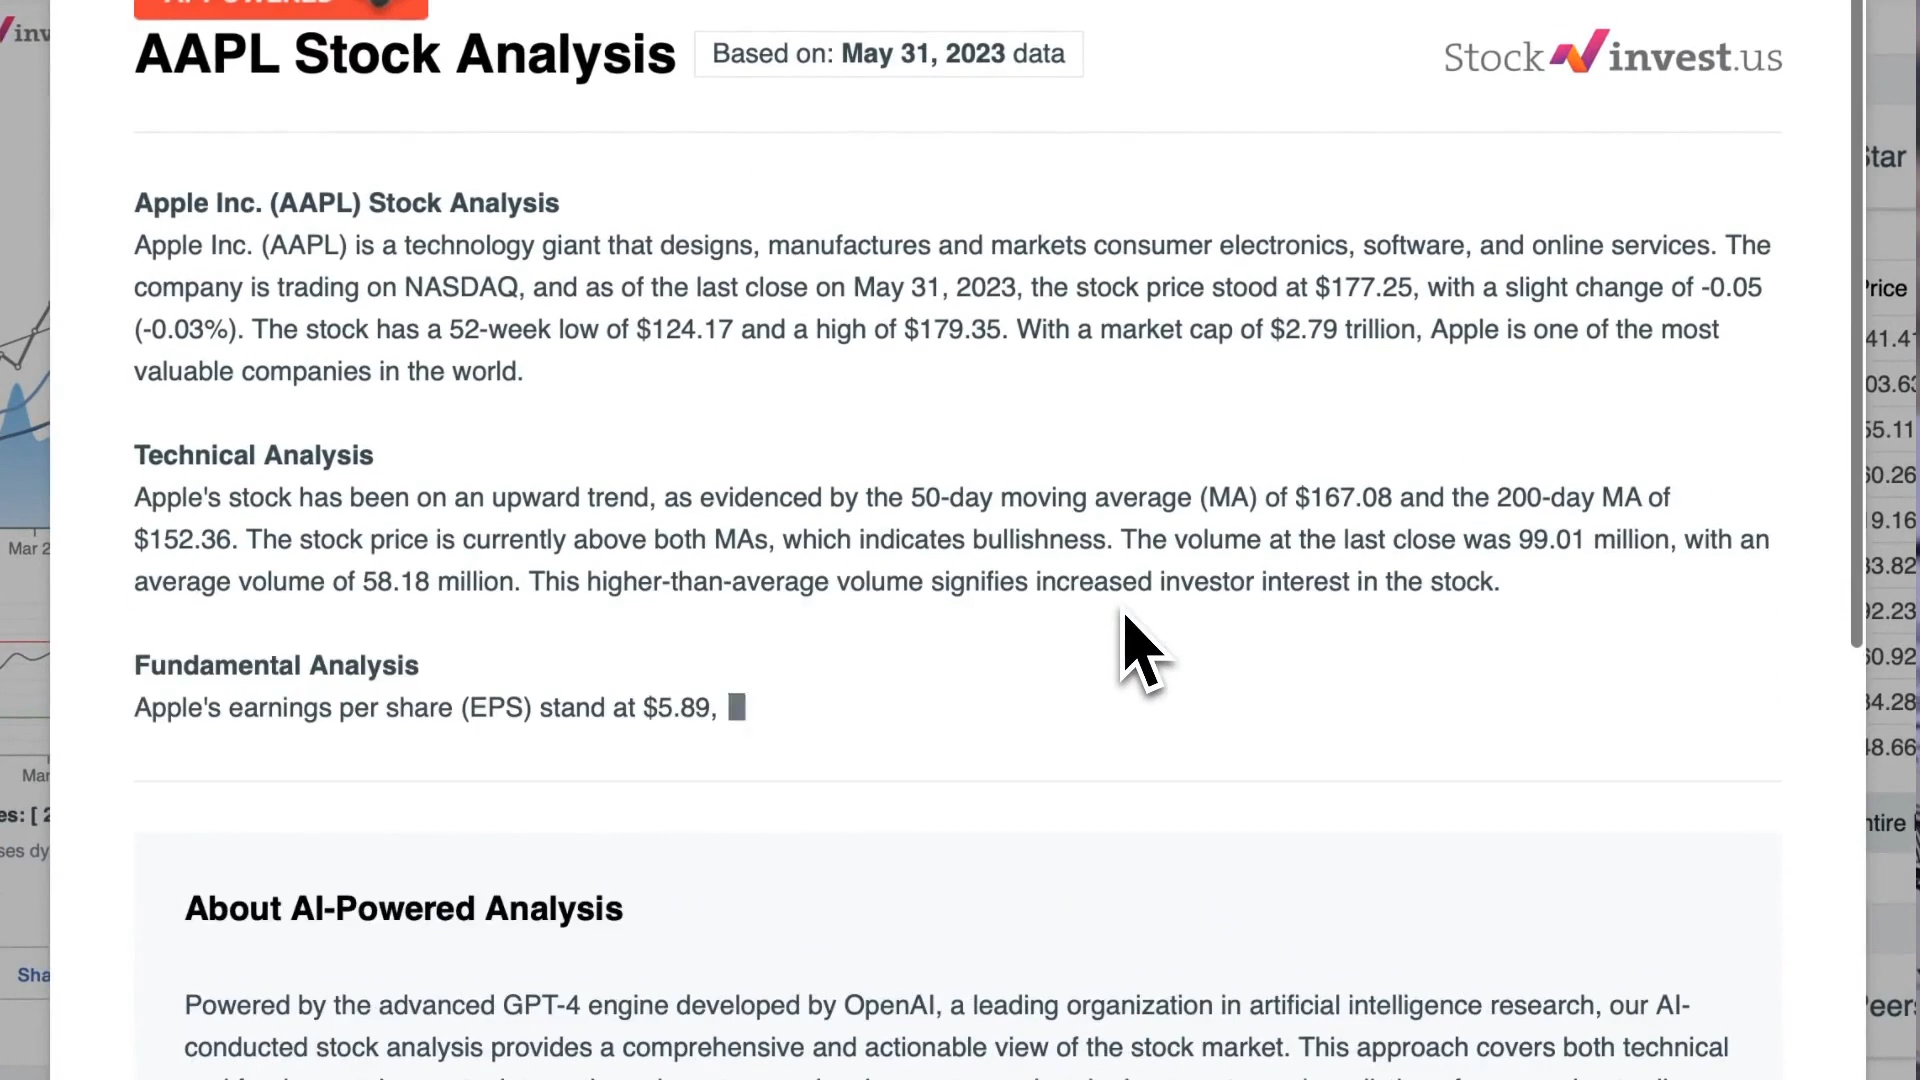 AAPL Stock Analysis
Based on: May 31, 2023 data
Stock invest.us
Apple Inc. (AAPL) Stock Analysis
Apple Inc. (AAPL) is a technology giant that designs, manufactures and markets consumer electronics, software, and online services. The
company is trading on NASDAQ, and as of the last close on May 31, 2023, the stock price stood at $177.25, with a slight change of -0.05
(-0.03%). The stock has a 52-week low of $124.17 and a high of $179.35. With a market cap of $2.79 trillion, Apple is one of the most
valuable companies in the world.
Technical Analysis
Apple's stock has been on an upward trend, as evidenced by the 50-day moving average (MA) of $167.08 and the 200-day MA of
$152.36. The stock price is currently above both MAs, which indicates bullishness. The volume at the last close was 99.01 million, with an
average volume of 58.18 million. This higher-than-average volume signifies increased investor interest in the stock.
Fundamental Analysis
Apple's earnings per share (EPS) stand at $5.89,
About AI-Powered Analysis
Powered by the advanced GPT-4 engine developed by OpenAI, a leading organization in artificial intelligence research, our AI-
conducted stock analysis provides a comprehensive and actionable view of the stock market. This approach covers both technical